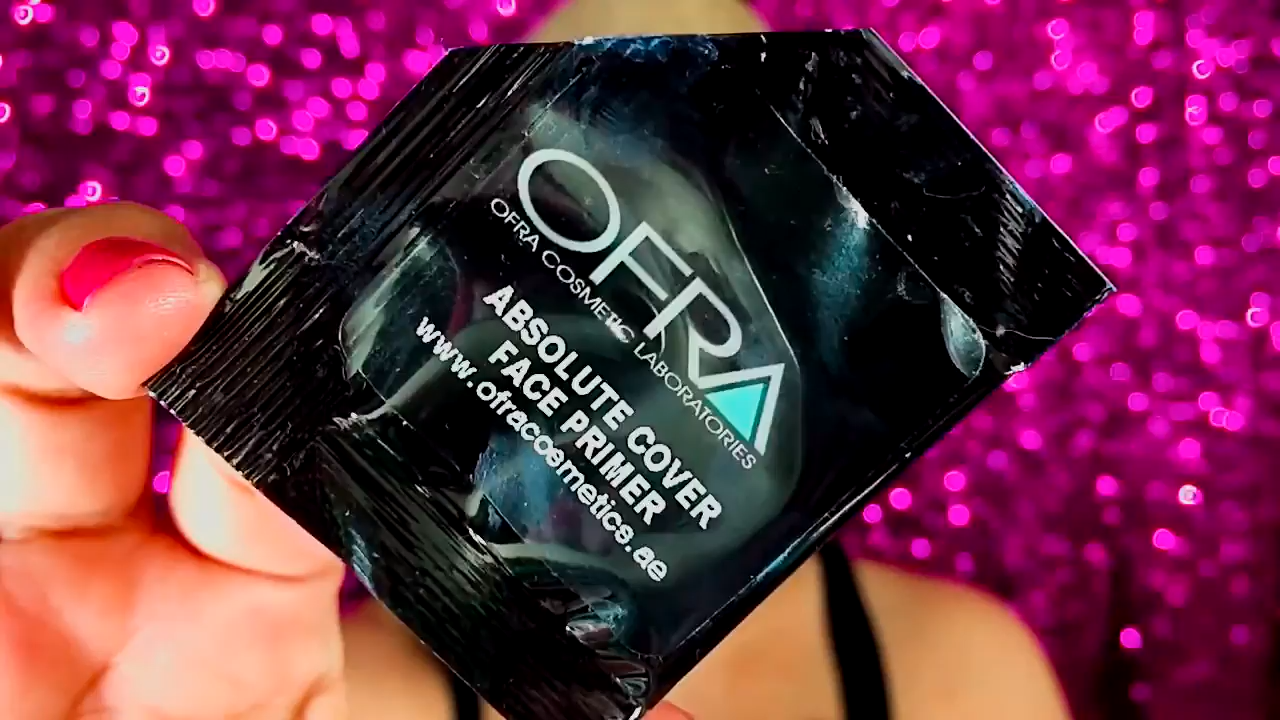 OFRA
OFRA COSMETIC LABORATORIES
ABSOLUTE COVER
FACE PRIMER
www.ofracosmetics.ae